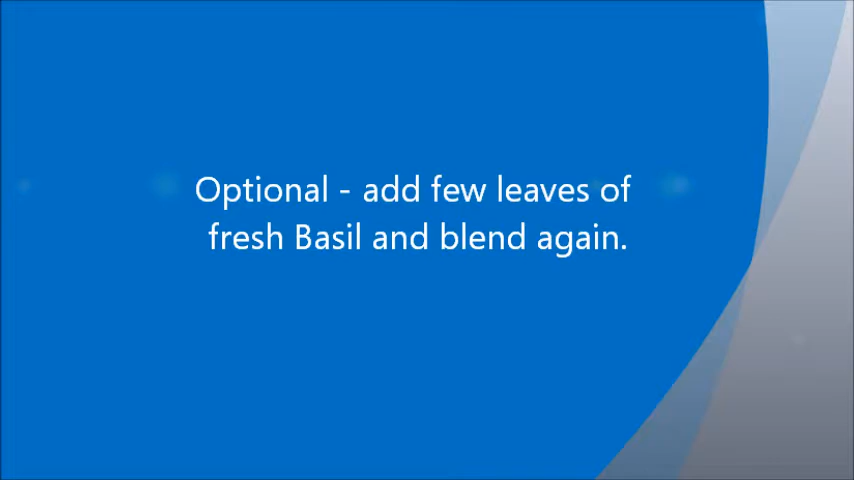 Optional - add few leaves of
fresh Basil and blend again.